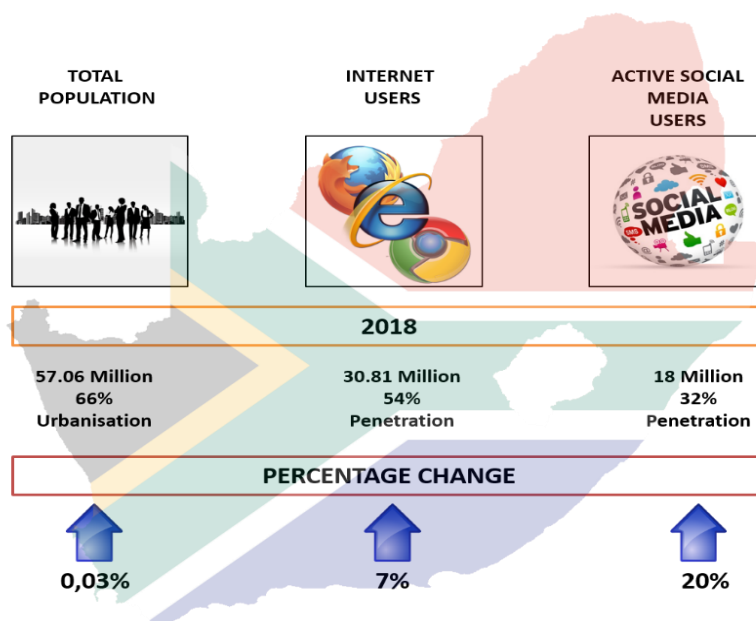 TOTAL
POPULATION
INTERNET
USERS
ACTIVE SOCIAL
MEDIA
USERS
SOCIAL
MEDIA
SMS
2018
57.06 Million
66%
Urbanisation
30.81 Million
54%
Penetration
18 Million
32%
Penetration
PERCENTAGE CHANGE
0,03%
7%
20%